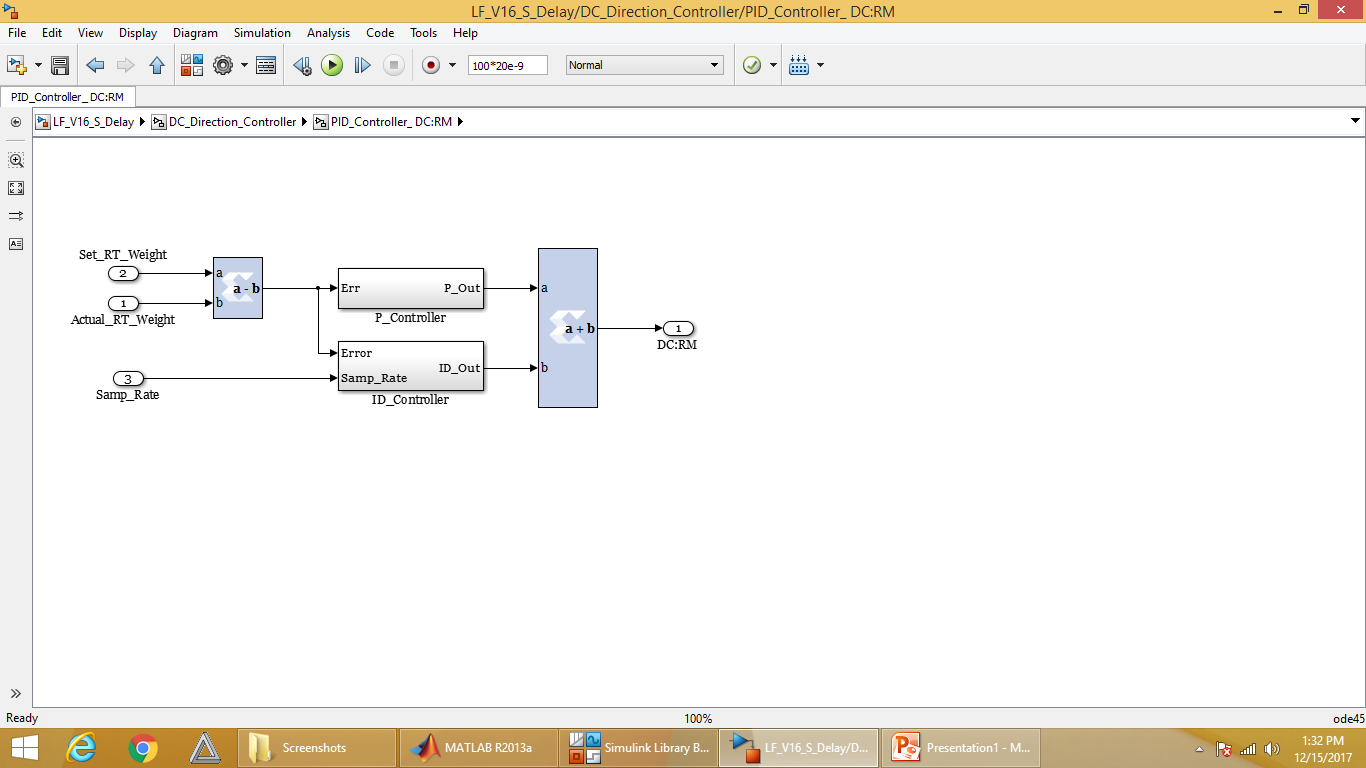 LF_V16_S_Delay/DC_Direction_Controller/PID_Controller_ DC:RM
File Edit View Display Diagram Simulation Analysis Code Tools Help
100*20e-9 Normal
PID_Controller_ DC:RM
LF_V16_S_Delay DC_Direction_Controller PID_Controller_ DC:RM
Set_RT_Weight
2
1
Actual_RT_Weight
a
b
a - b
Err P_Out
P_Controller
Error
Samp_Rate
ID_Out
ID_Controller
3
Samp_Rate
a
b
a + b
1
DC:RM
Ready 100% ode45
Screenshots MATLAB R2013a Simulink Library B... LF_V16_S_Delay/D... Presentation1 - M...
1:32 PM
12/15/2017